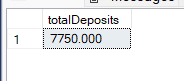 Messages
totalDeposits
1 7750.000